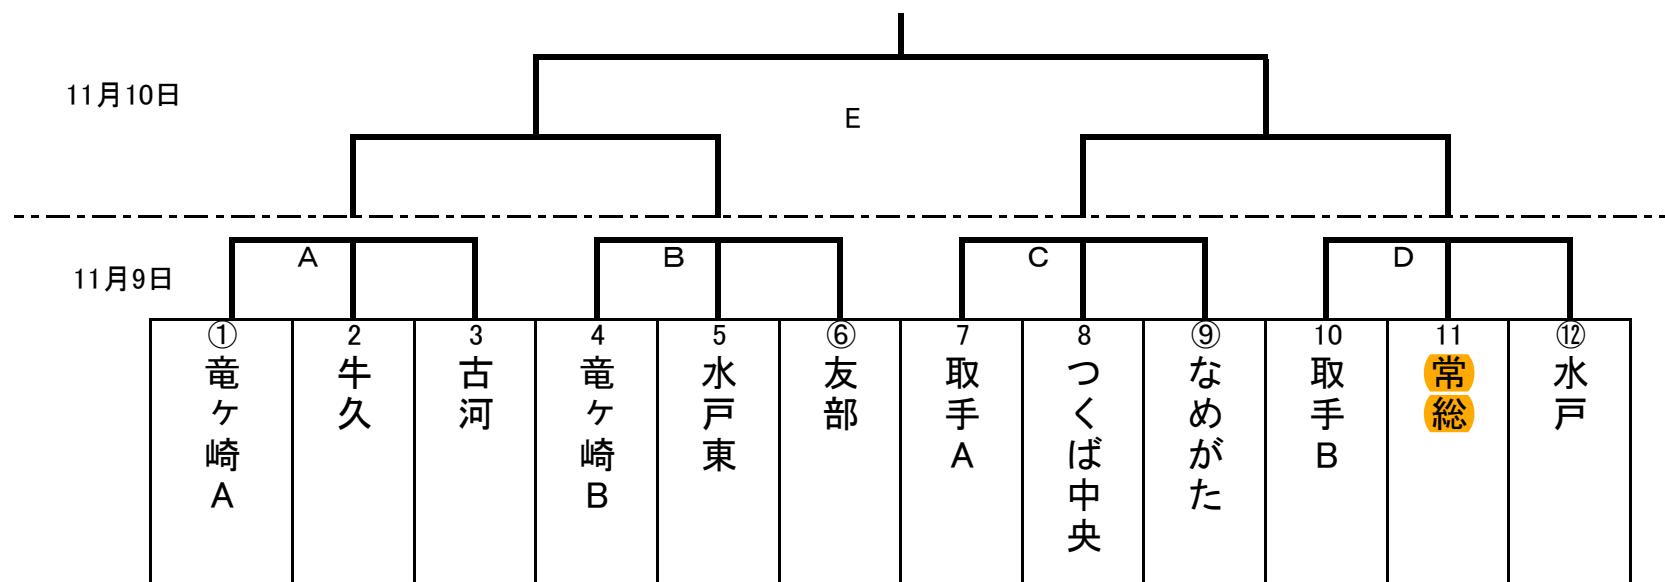 11月10日
E
A
B
C
D
11月9日
① 2 3 4 5 ⑥ 7 8 ⑨ 10 11 ⑫
竜ヶ崎A
牛久
古河
竜ヶ崎B
水戸東
友部
取手A
つくば中央
なめがた
取手B
常総
水戸